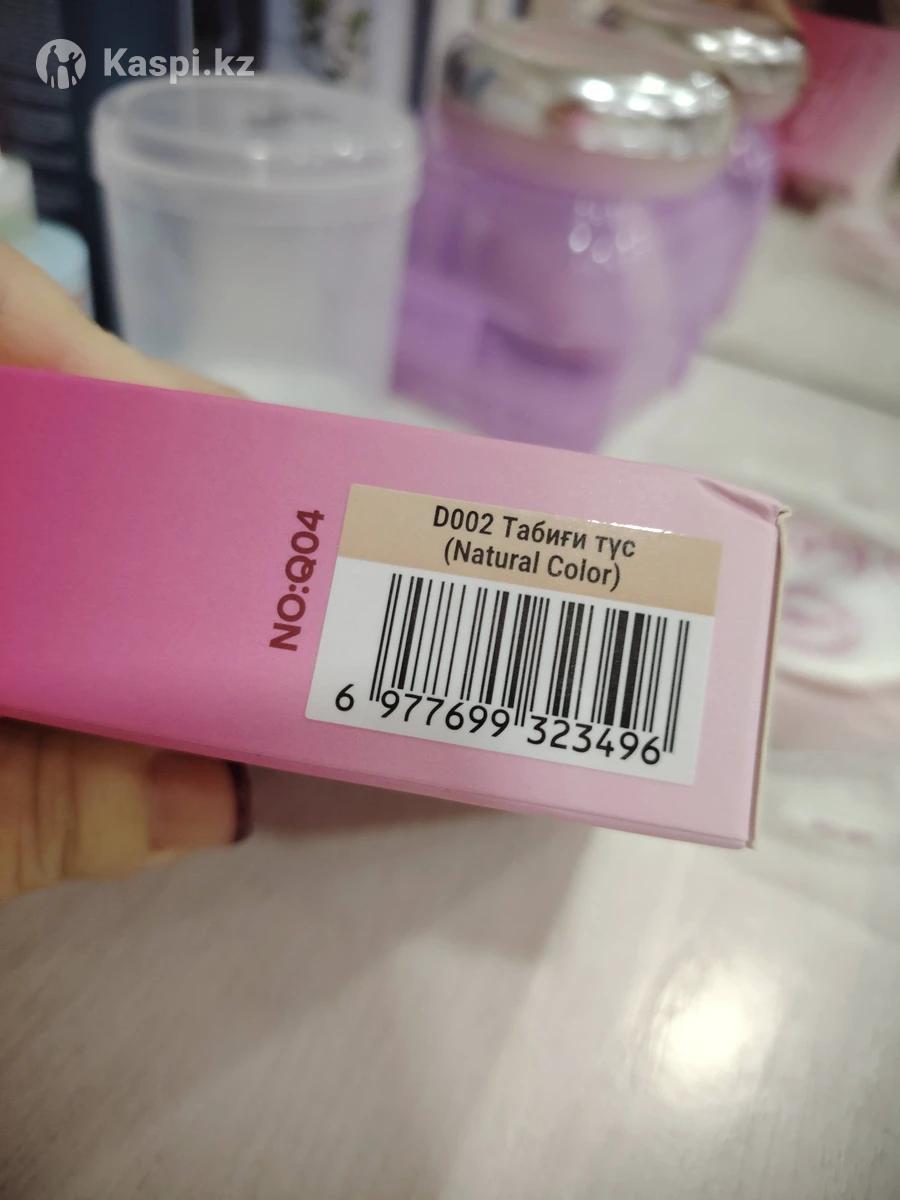 Kaspi.kz
NO:Q04
D002 Табиғи түс
(Natural Color)
6 977699 323496